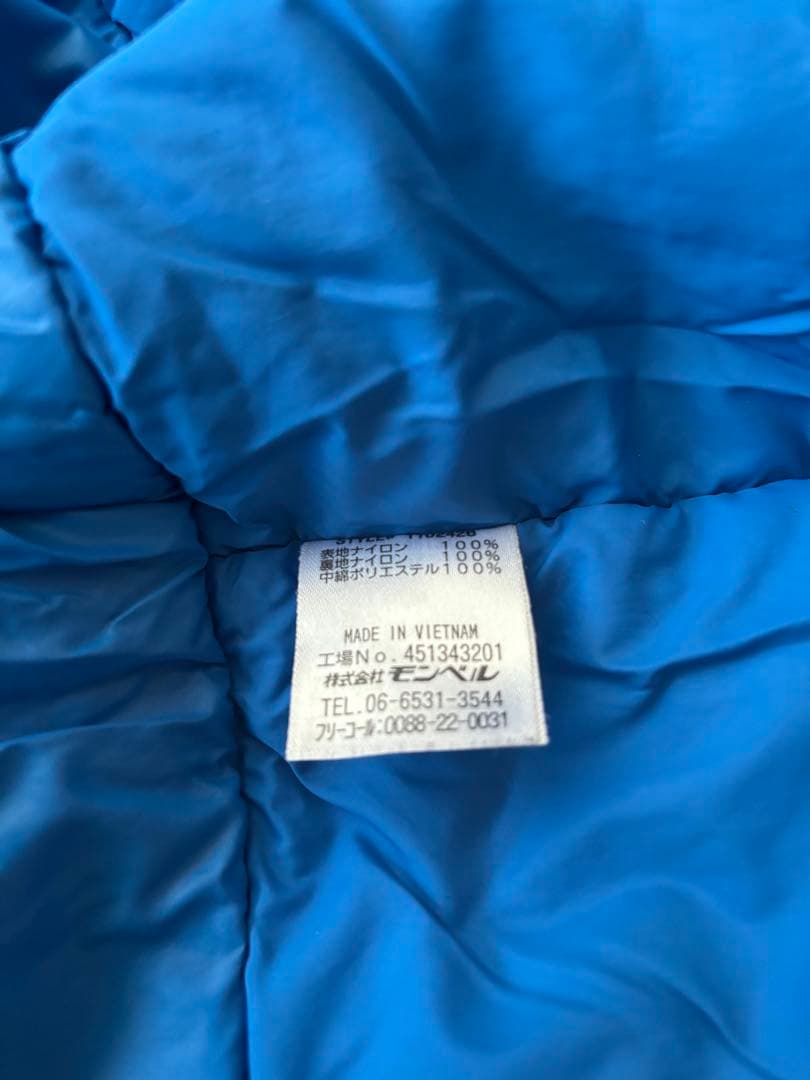 表地ナイロン 100%
裏地ナイロン 100%
中綿ポリエステル100%
MADE IN VIETNAM
工場No.451343201
株式会社 モンベル
TEL.06-6531-3544
フリーコール:0088-22-0031